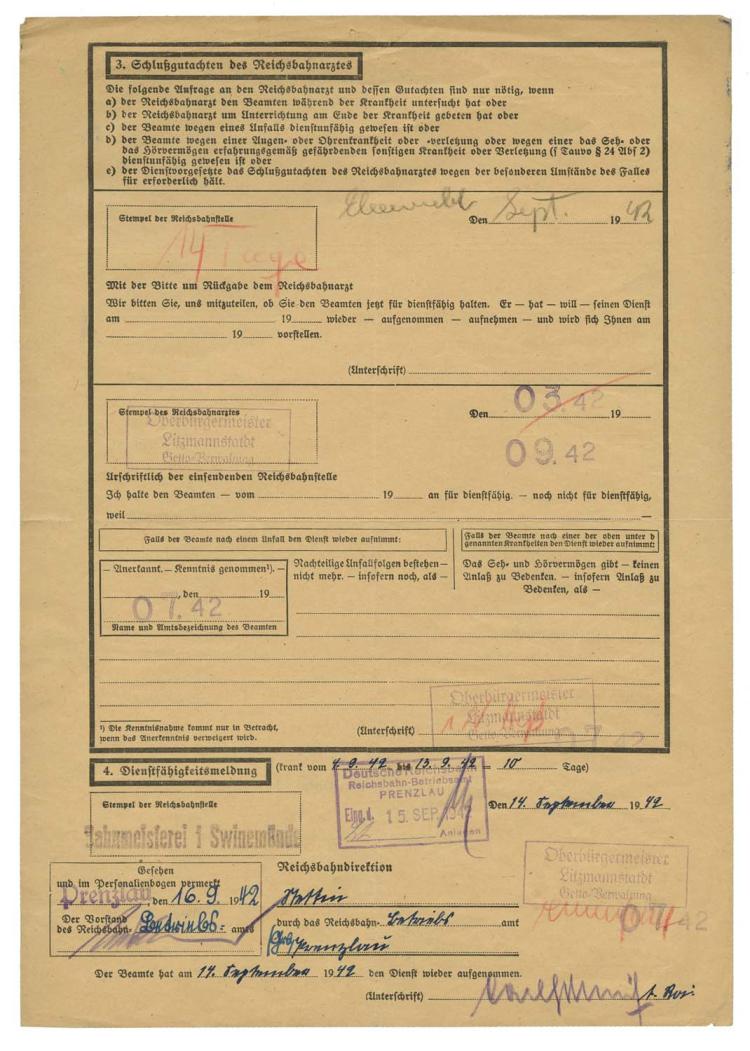 3. Schlußgutachten des Reichsbahnarztes
Die folgende Anfrage an den Reichsbahnarzt und dessen Gutachten sind nur nötig, wenn
a) der Reichsbahnarzt den Beamten während der Krankheit untersucht hat oder
b) der Reichsbahnarzt um Unterrichtung am Ende der Krankheit gebeten hat oder
c) der Beamte wegen eines Unfalls dienstunfähig gewesen ist oder
d) der Beamte wegen einer Augen- oder Ohrenkrankheit oder -verletzung oder wegen einer das Seh- oder
das Hörvermögen erfahrungsgemäß gefährdenden sonstigen Krankheit oder Verletzung (s Tauvo § 24 Abs 2)
dienstunfähig gewesen ist oder
e) der Dienstvorgesetzte das Schlußgutachten des Reichsbahnarztes wegen der besonderen Umstände des Falles
für erforderlich hält.
Stempel der Reichsbahnstelle
Den Sept. 19 42
14 Tage
Mit der Bitte um Rückgabe dem Reichsbahnarzt
Wir bitten Sie, uns mitzuteilen, ob Sie den Beamten jetzt für dienstfähig halten. Er — hat — will — seinen Dienst
am 19 wieder — aufgenommen — aufnehmen — und wird sich Ihnen am
19 vorstellen.
(Unterschrift)
Stempel des Reichsbahnarztes
Den 03.42 19
Oberbürgermeister
Litzmannstatdt
Getto-Verwaltung
09.42
Urschriftlich der einsendenden Reichsbahnstelle
Ich halte den Beamten — vom 19 an für dienstfähig. — noch nicht für dienstfähig,
weil —
Falls der Beamte nach einem Unfall den Dienst wieder aufnimmt:
Falls der Beamte nach einer der oben unter d
genannten Krankheiten den Dienst wieder aufnimmt:
— Anerkannt. — Kenntnis genommen¹). —
, den 19
07.42
Name und Amtsbezeichnung des Beamten
Nachteilige Unfallfolgen bestehen —
nicht mehr. — insofern noch, als —
Das Seh- und Hörvermögen gibt — keinen
Anlaß zu Bedenken. — insofern Anlaß zu
Bedenken, als —
Oberbürgermeister
Litzmannstatdt
Getto-Verwaltung
¹) Die Kenntnisnahme kommt nur in Betracht,
wenn das Anerkenntnis verweigert wird.
(Unterschrift)
4. Dienstfähigkeitsmeldung
(krank vom 4.9.42 bis 13.9.42 = 10 Tage)
Deutsche Reichsbahn
Reichsbahn-Betriebsamt
PRENZLAU
Eing.d. 15. SEP. 1942
Anlagen
Stempel der Reichsbahnstelle
Den 14. September 1942
Bahnmeisterei 1 Swinemünde
Gesehen
und im Personalienbogen vermerkt
Prenzlau, den 16.9. 1942
Der Vorstand
des Reichsbahn- Betriebs- amts
Reichsbahndirektion
Stettin
durch das Reichsbahn- Betriebs amt
Prenzlau
Oberbürgermeister
Litzmannstatdt
Getto-Verwaltung
07.42
Der Beamte hat am 14. September 1942 den Dienst wieder aufgenommen.
(Unterschrift)